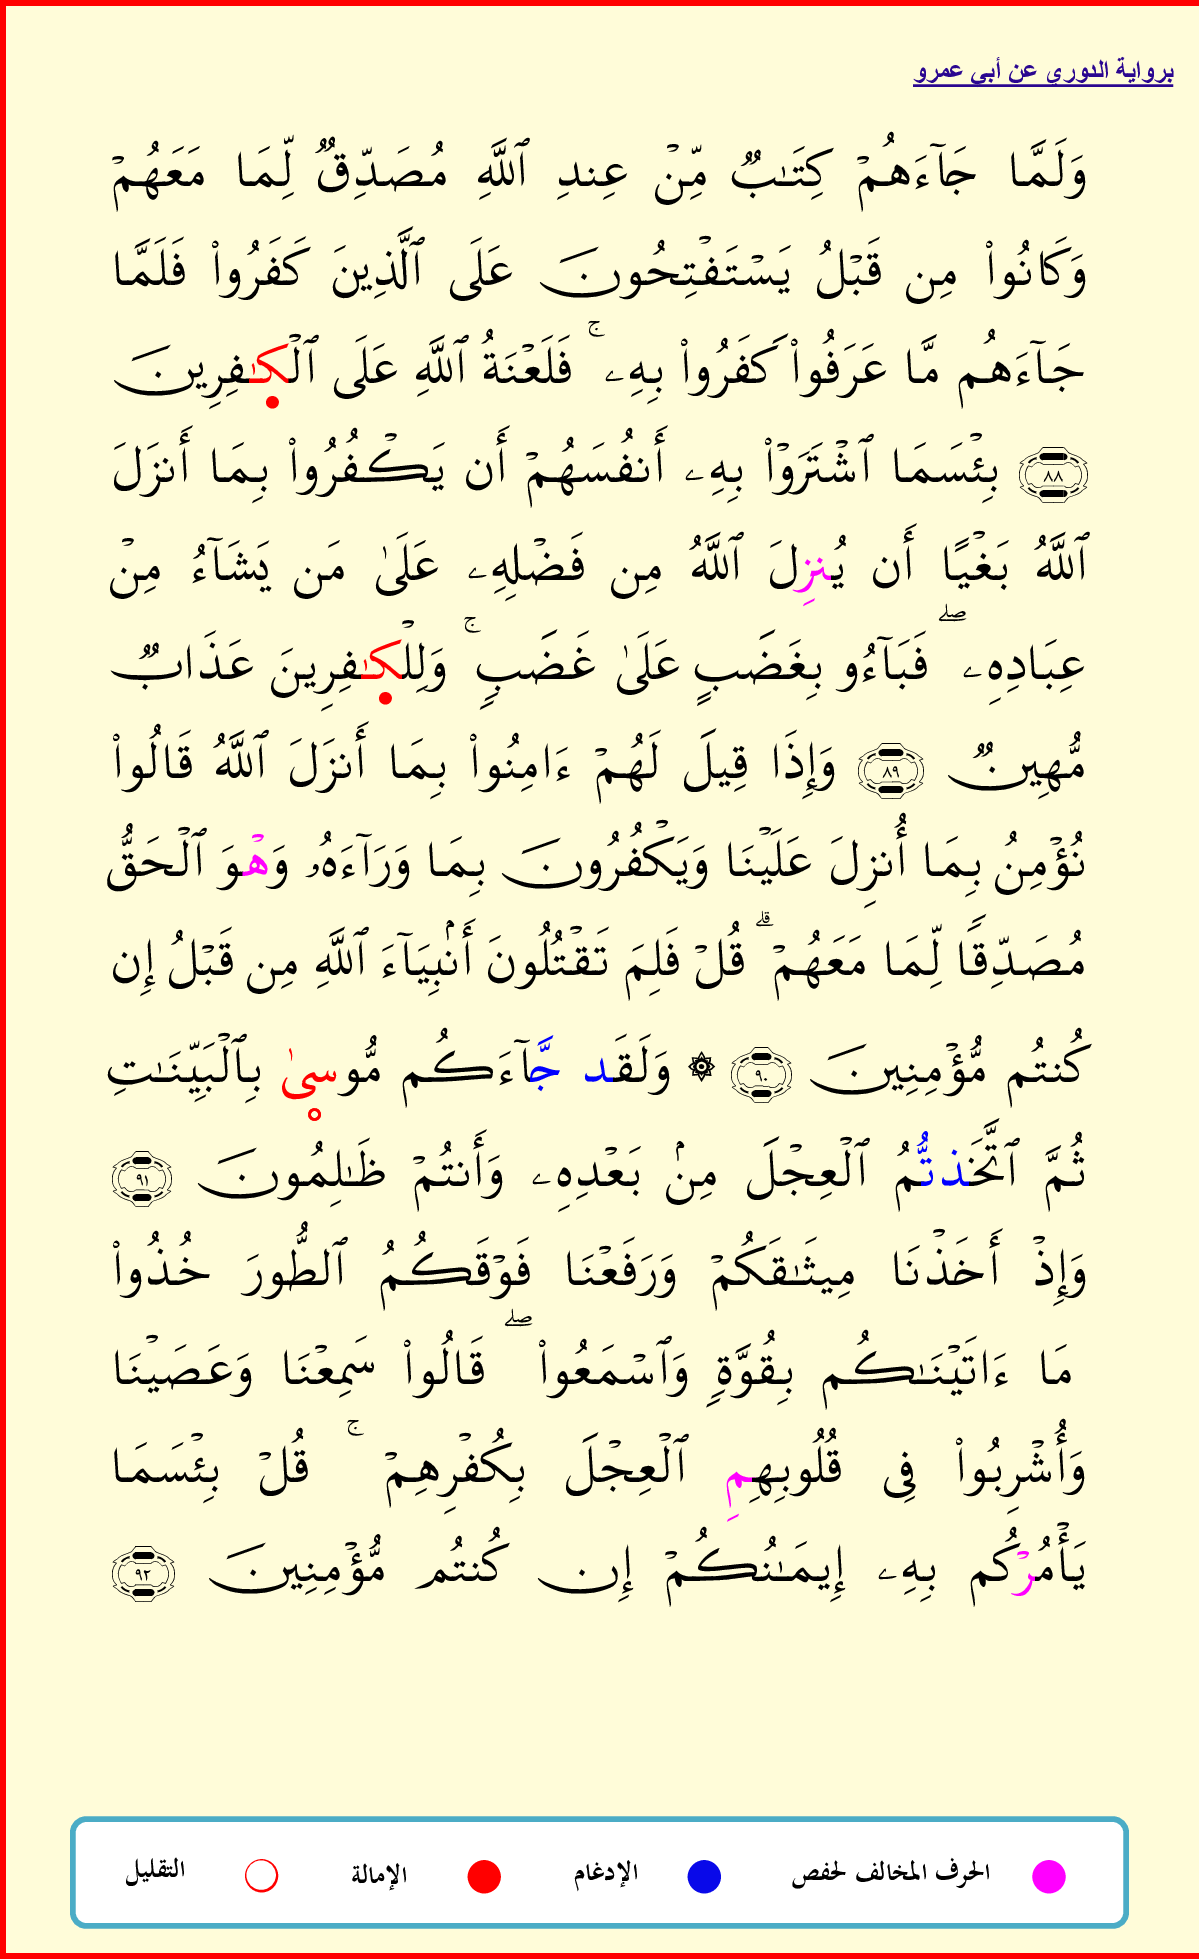 برواية الدوري عن أبي عمرو
وَلَمَّا جَآءَهُمۡ كِتَٰبٞ مِّنۡ عِندِ ٱللَّهِ مُصَدِّقٞ لِّمَا مَعَهُمۡ
وَكَانُواْ مِن قَبۡلُ يَسۡتَفۡتِحُونَ عَلَى ٱلَّذِينَ كَفَرُواْ فَلَمَّا
جَآءَهُم مَّا عَرَفُواْ كَفَرُواْ بِهِۦۚ فَلَعۡنَةُ ٱللَّهِ عَلَى ٱلۡكَٰفِرِينَ
٨٨ بِئۡسَمَا ٱشۡتَرَوۡاْ بِهِۦ أَنفُسَهُمۡ أَن يَكۡفُرُواْ بِمَا أَنزَلَ
ٱللَّهُ بَغۡيًا أَن يُنزِلَ ٱللَّهُ مِن فَضۡلِهِۦ عَلَىٰ مَن يَشَآءُ مِنۡ
عِبَادِهِۦۖ فَبَآءُو بِغَضَبٍ عَلَىٰ غَضَبٖۚ وَلِلۡكَٰفِرِينَ عَذَابٞ
مُّهِينٞ ٨٩ وَإِذَا قِيلَ لَهُمۡ ءَامِنُواْ بِمَا أَنزَلَ ٱللَّهُ قَالُواْ
نُؤۡمِنُ بِمَا أُنزِلَ عَلَيۡنَا وَيَكۡفُرُونَ بِمَا وَرَآءَهُۥ وَهۡوَ ٱلۡحَقُّ
مُصَدِّقٗا لِّمَا مَعَهُمۡۗ قُلۡ فَلِمَ تَقۡتُلُونَ أَنۢبِيَآءَ ٱللَّهِ مِن قَبۡلُ إِن
كُنتُم مُّؤۡمِنِينَ ٩٠ ۞ وَلَقَد جَّآءَكُم مُّوسىٰ بِٱلۡبَيِّنَٰتِ
ثُمَّ ٱتَّخَذتُّمُ ٱلۡعِجۡلَ مِنۢ بَعۡدِهِۦ وَأَنتُمۡ ظَٰلِمُونَ ٩١
وَإِذۡ أَخَذۡنَا مِيثَٰقَكُمۡ وَرَفَعۡنَا فَوۡقَكُمُ ٱلطُّورَ خُذُواْ
مَا ءَاتَيۡنَٰكُم بِقُوَّةٖ وَٱسۡمَعُواْۖ قَالُواْ سَمِعۡنَا وَعَصَيۡنَا
وَأُشۡرِبُواْ فِى قُلُوبِهِمِ ٱلۡعِجۡلَ بِكُفۡرِهِمۡۚ قُلۡ بِئۡسَمَا
يَأۡمُرۡكُم بِهِۦ إِيمَٰنُكُمۡ إِن كُنتُم مُّؤۡمِنِينَ ٩٢
الحرف المخالف لحفص الإدغام الإمالة التقليل